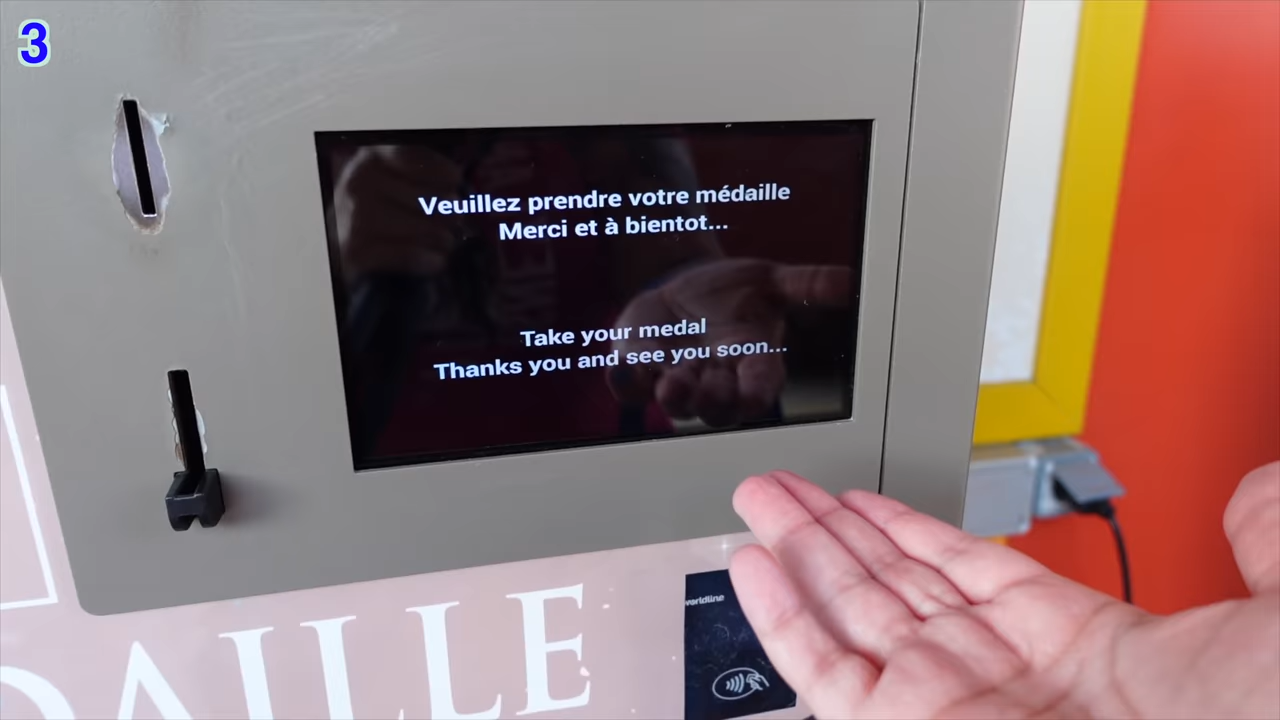 3
Veuillez prendre votre médaille
Merci et à bientot...
Take your medal
Thanks you and see you soon...
DAILLE
worldline